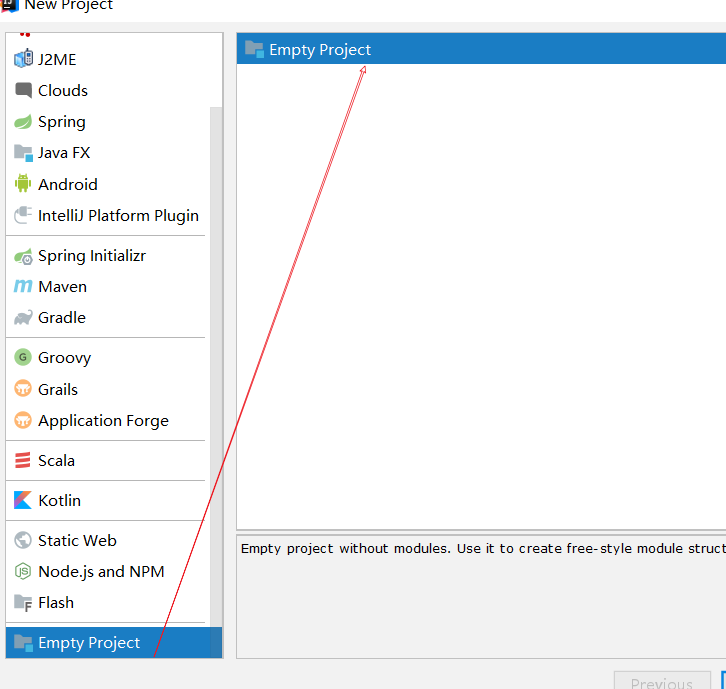 New Project
J2ME
Clouds
Spring
Java FX
Android
IntelliJ Platform Plugin
Spring Initializr
Maven
Gradle
Groovy
Grails
Application Forge
Scala
Kotlin
Static Web
Node.js and NPM
Flash
Empty Project
Empty Project
Empty project without modules. Use it to create free-style module struct
Previous